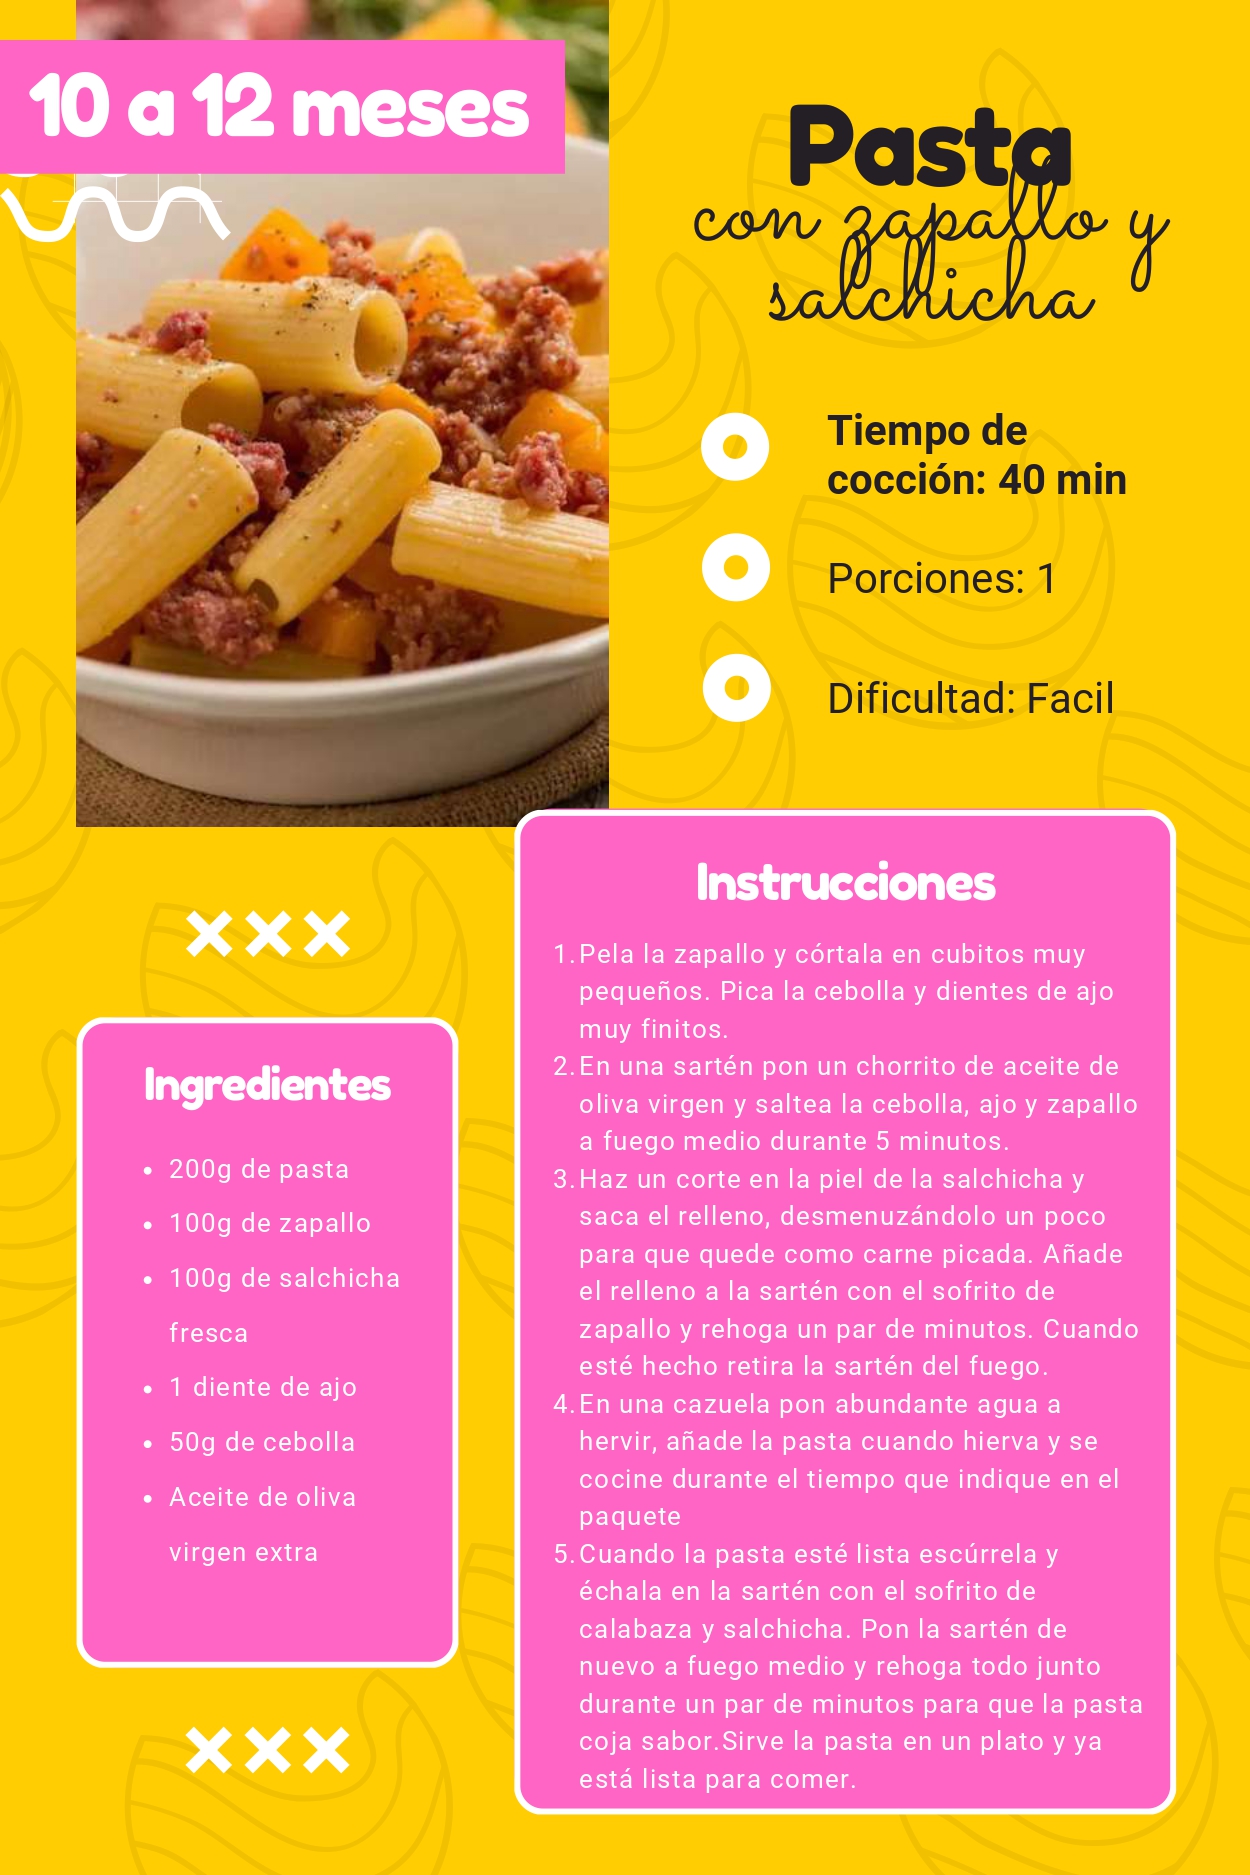 10 a 12 meses
Pasta
con zapallo y
salchicha
Tiempo de
cocción: 40 min
Porciones: 1
Dificultad: Facil
Instrucciones
1. Pela la zapallo y córtala en cubitos muy
pequeños. Pica la cebolla y dientes de ajo
muy finitos.
2. En una sartén pon un chorrito de aceite de
oliva virgen y saltea la cebolla, ajo y zapallo
a fuego medio durante 5 minutos.
3. Haz un corte en la piel de la salchicha y
saca el relleno, desmenuzándolo un poco
para que quede como carne picada. Añade
el relleno a la sartén con el sofrito de
zapallo y rehoga un par de minutos. Cuando
esté hecho retira la sartén del fuego.
4. En una cazuela pon abundante agua a
hervir, añade la pasta cuando hierva y se
cocine durante el tiempo que indique en el
paquete
5. Cuando la pasta esté lista escúrrela y
échala en la sartén con el sofrito de
calabaza y salchicha. Pon la sartén de
nuevo a fuego medio y rehoga todo junto
durante un par de minutos para que la pasta
coja sabor.Sirve la pasta en un plato y ya
está lista para comer.
Ingredientes
• 200g de pasta
• 100g de zapallo
• 100g de salchicha
fresca
• 1 diente de ajo
• 50g de cebolla
• Aceite de oliva
virgen extra